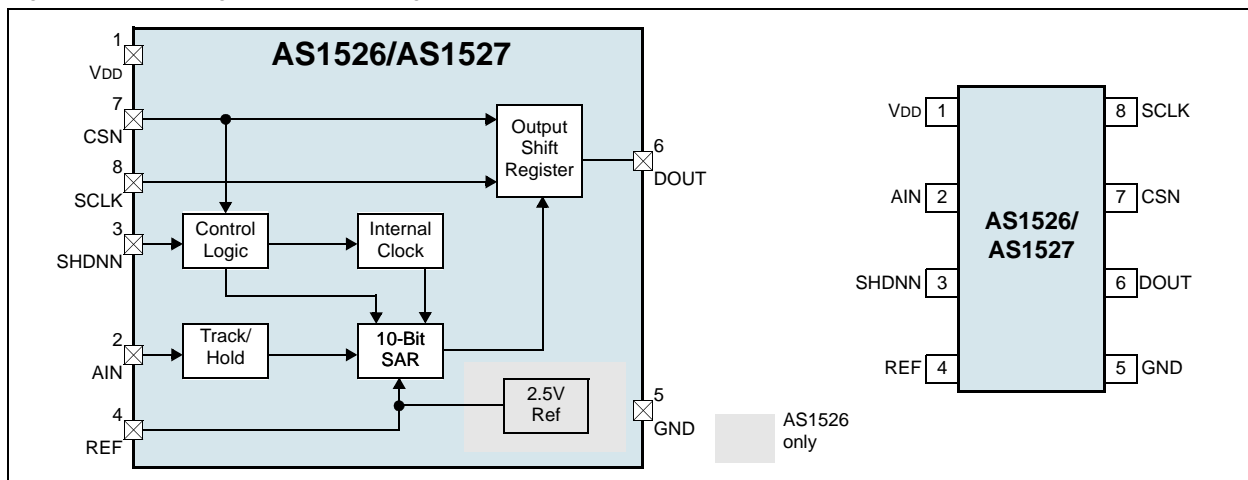 AS1526/AS1527
1
VDD
7
CSN
8
SCLK
3
SHDNN
2
AIN
4
REF
Control
Logic
Internal
Clock
Track/
Hold
10-Bit
SAR
Output
Shift
Register
2.5V
Ref
6
DOUT
5
GND
AS1526
only
VDD 1
AIN 2
SHDNN 3
REF 4
AS1526/
AS1527
8 SCLK
7 CSN
6 DOUT
5 GND